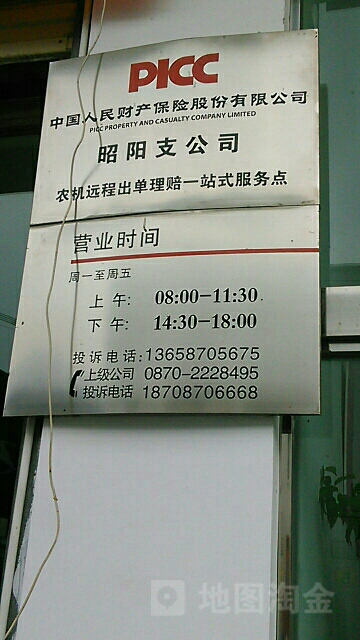 PICC
中国人民财产保险股份有限公司
PICC PROPERTY AND CASUALTY COMPANY LIMITED
昭阳支公司
农机远程出单理赔一站式服务点
营业时间
周一至周五
上午: 08:00-11:30
下午: 14:30-18:00
投诉电话:13658705675
上级公司 0870-2228495
投诉电话 18708706668
地图淘金